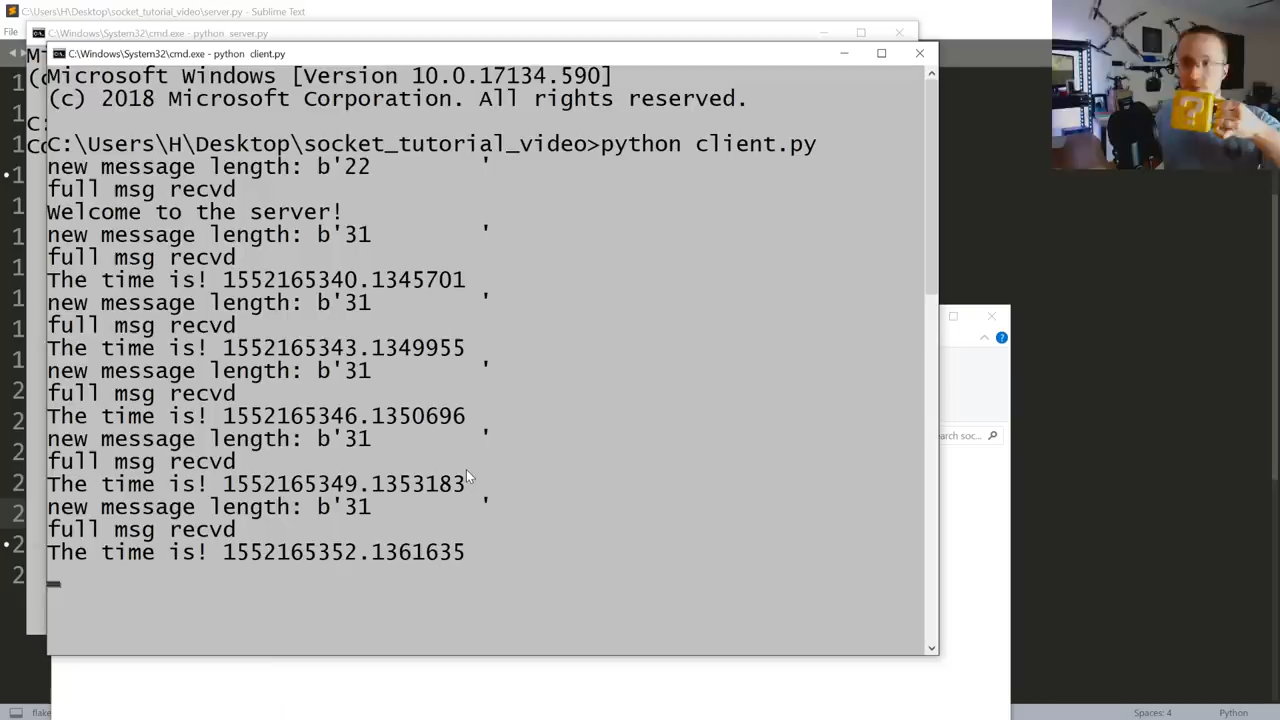 C:\Users\H\Desktop\socket_tutorial_video\server.py - Sublime Text
File
C:\Windows\System32\cmd.exe - python server.py
C:\Windows\System32\cmd.exe - python client.py
Microsoft Windows [Version 10.0.17134.590]
(c) 2018 Microsoft Corporation. All rights reserved.
C:\Users\H\Desktop\socket_tutorial_video>python client.py
new message length: b'22        '
full msg recvd
Welcome to the server!
new message length: b'31        '
full msg recvd
The time is! 1552165340.1345701
new message length: b'31        '
full msg recvd
The time is! 1552165343.1349955
new message length: b'31        '
full msg recvd
The time is! 1552165346.1350696
new message length: b'31        '
full msg recvd
The time is! 1552165349.1353183
new message length: b'31        '
full msg recvd
The time is! 1552165352.1361635
arch soc...
?
flake
Spaces: 4
Python